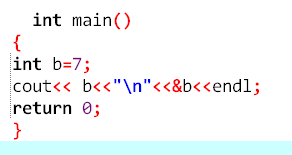 int main()
{
int b=7;
cout<< b<<"\n"<<&b<<endl;
return 0;
}